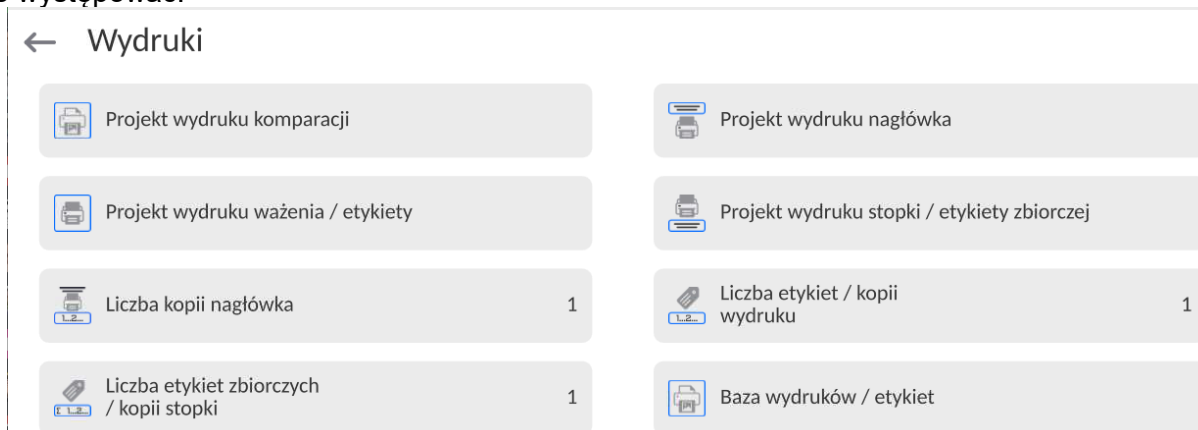 Wydruki
Projekt wydruku komparacji
Projekt wydruku nagłówka
Projekt wydruku ważenia / etykiety
Projekt wydruku stopki / etykiety zbiorczej
Liczba kopii nagłówka 1
Liczba etykiet / kopii
wydruku 1
Liczba etykiet zbiorczych
/ kopii stopki 1
Baza wydruków / etykiet